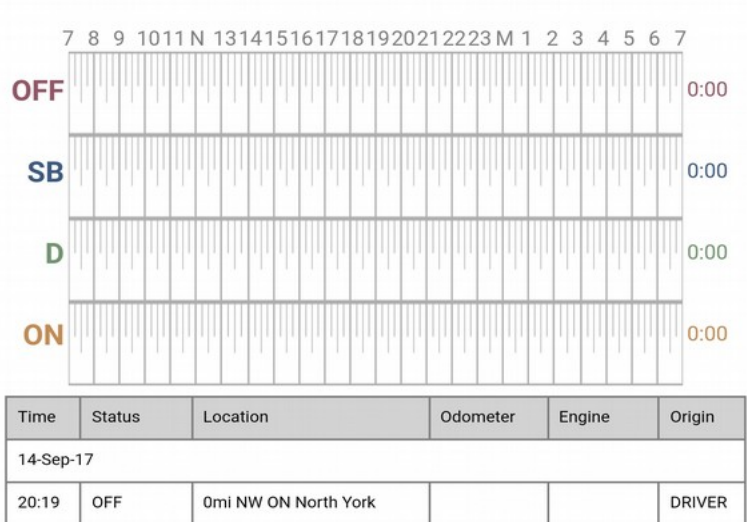 7 8 9 10 11 N 13 14 15 16 17 18 19 20 21 22 23 M 1 2 3 4 5 6 7
OFF 0:00
SB 0:00
D 0:00
ON 0:00
Time Status Location Odometer Engine Origin
14-Sep-17
20:19 OFF 0mi NW ON North York DRIVER